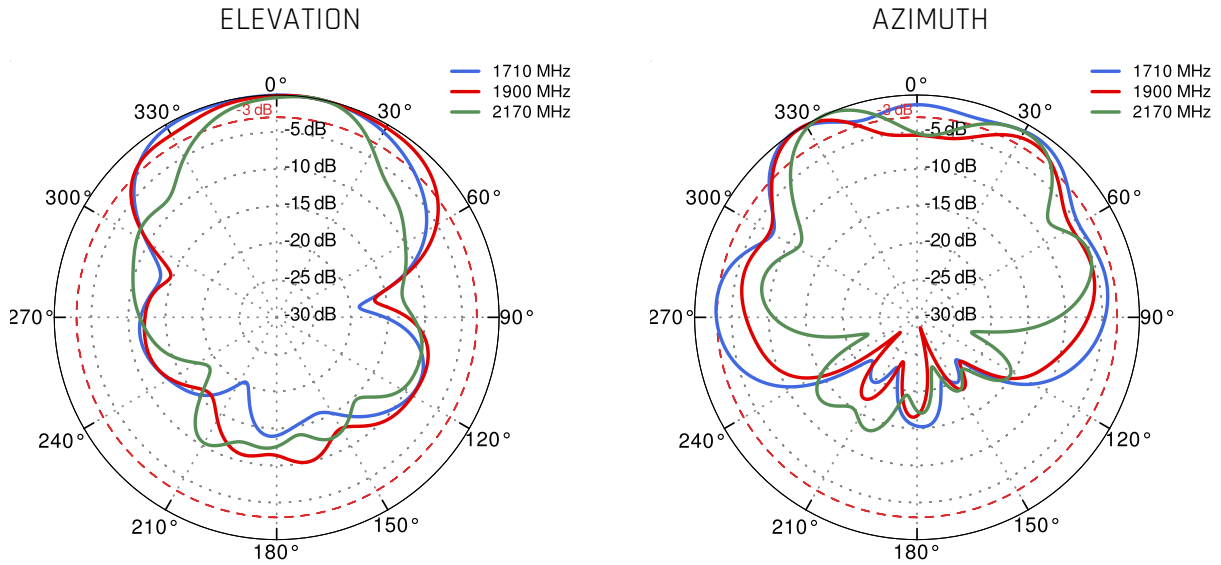 ELEVATION
1710 MHz
1900 MHz
2170 MHz
0°
330°
-3 dB
30°
-5 dB
-10 dB
300°
60°
-15 dB
-20 dB
-25 dB
270°
-30 dB
90°
240°
120°
210°
150°
180°
AZIMUTH
1710 MHz
1900 MHz
2170 MHz
0°
330°
-3 dB
30°
-5 dB
-10 dB
300°
60°
-15 dB
-20 dB
-25 dB
270°
-30 dB
90°
240°
120°
210°
150°
180°